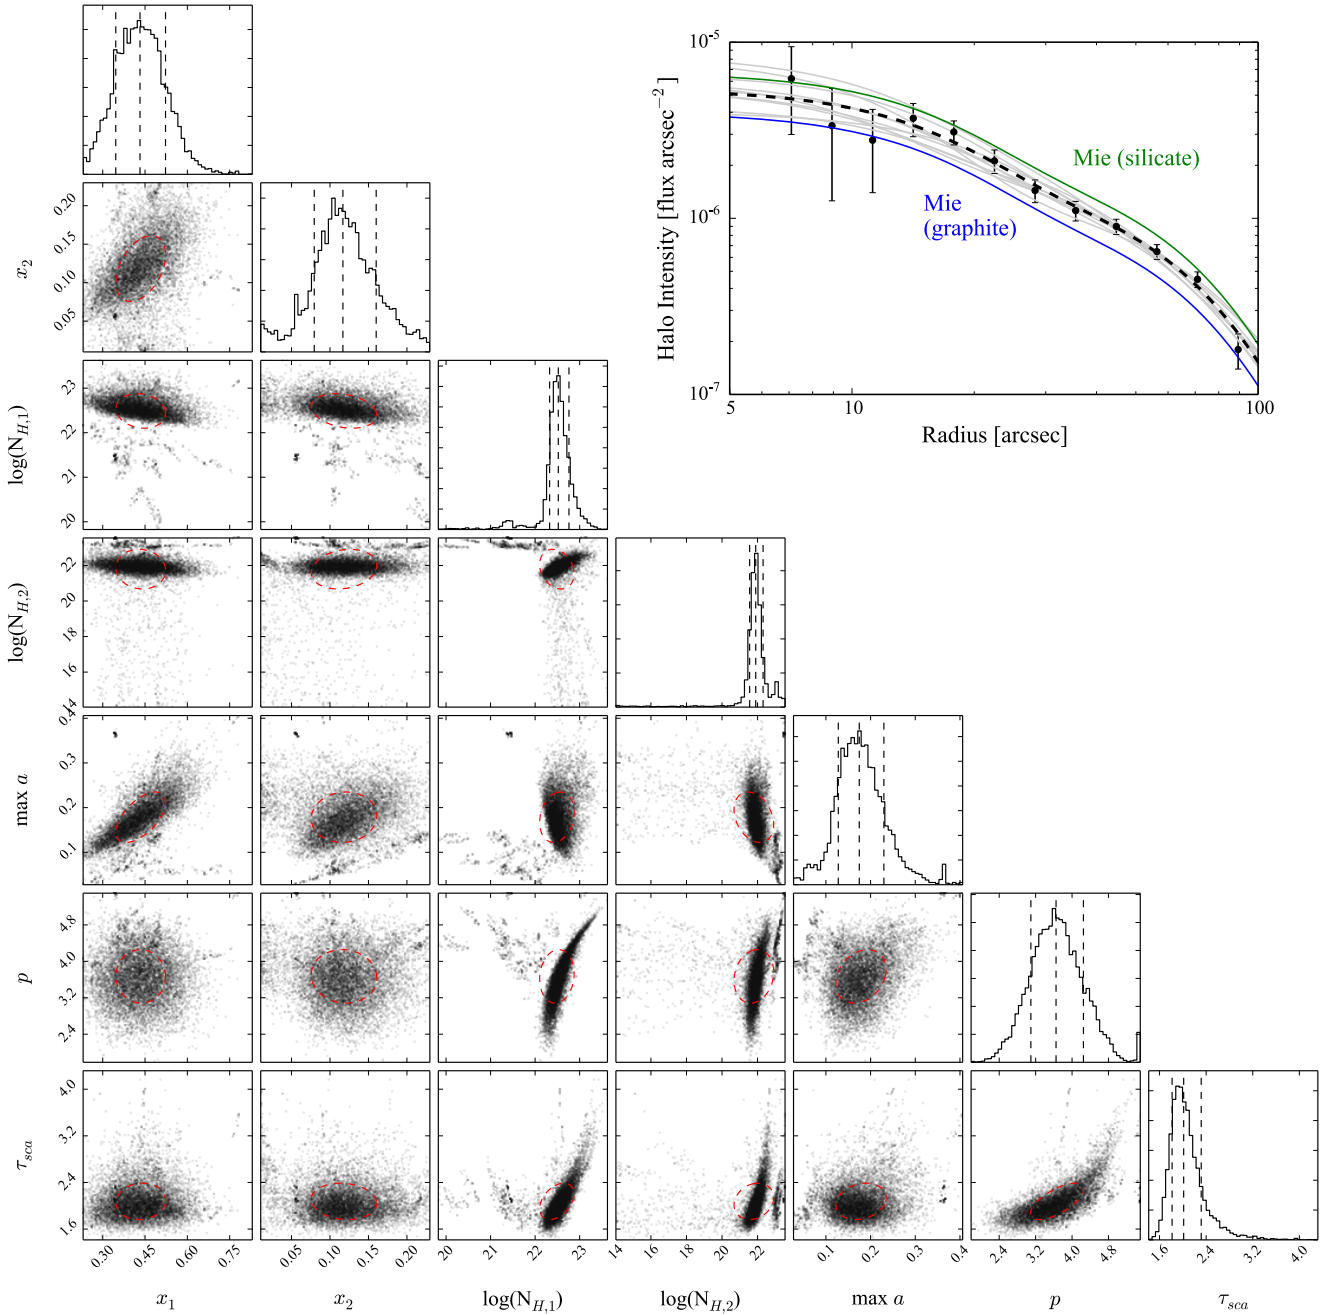 10⁻⁵
Mie (silicate)
Mie
(graphite)
10⁻⁶
10⁻⁷
Halo Intensity [flux arcsec⁻²]
5 10 100
Radius [arcsec]
x₂
0.20
0.15
0.10
0.05
log(N_{H,1})
23
22
21
20
log(N_{H,2})
22
20
18
16
14
max a
0.4
0.3
0.2
0.1
p
4.8
4.0
3.2
2.4
τ_{sca}
4.0
3.2
2.4
1.6
0.30 0.45 0.60 0.75 0.05 0.10 0.15 0.20 20 21 22 23 14 16 18 20 22 0.1 0.2 0.3 0.4 2.4 3.2 4.0 4.8 1.6 2.4 3.2 4.0
x₁ x₂ log(N_{H,1}) log(N_{H,2}) max a p τ_{sca}